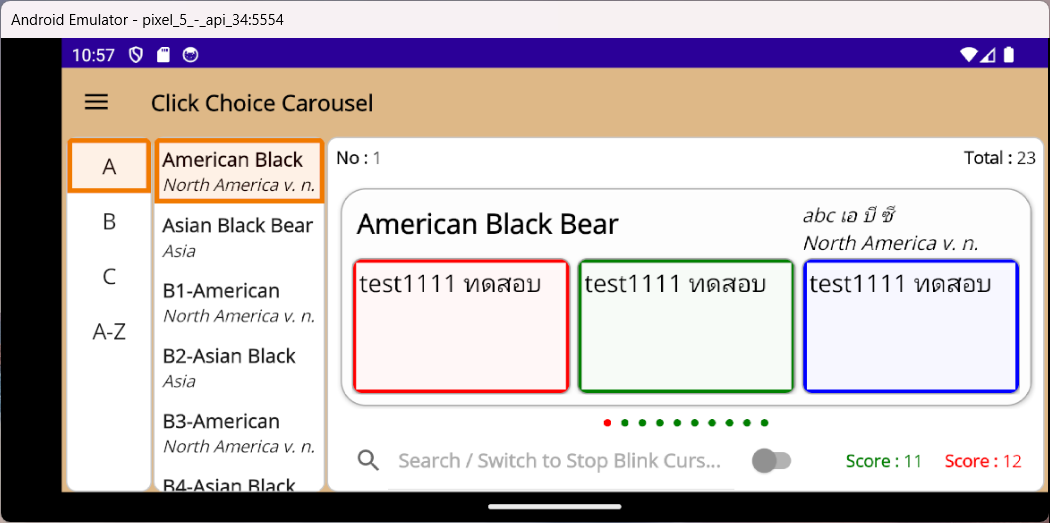 Android Emulator - pixel_5_-_api_34:5554
10:57
Click Choice Carousel
A
B
C
A-Z
American Black
North America v. n.
Asian Black Bear
Asia
B1-American
North America v. n.
B2-Asian Black
Asia
B3-American
North America v. n.
B4-Asian Black
No : 1
Total : 23
American Black Bear
abc เอ บี ซี
North America v. n.
test1111 ทดสอบ
test1111 ทดสอบ
test1111 ทดสอบ
Search / Switch to Stop Blink Curs...
Score : 11
Score : 12